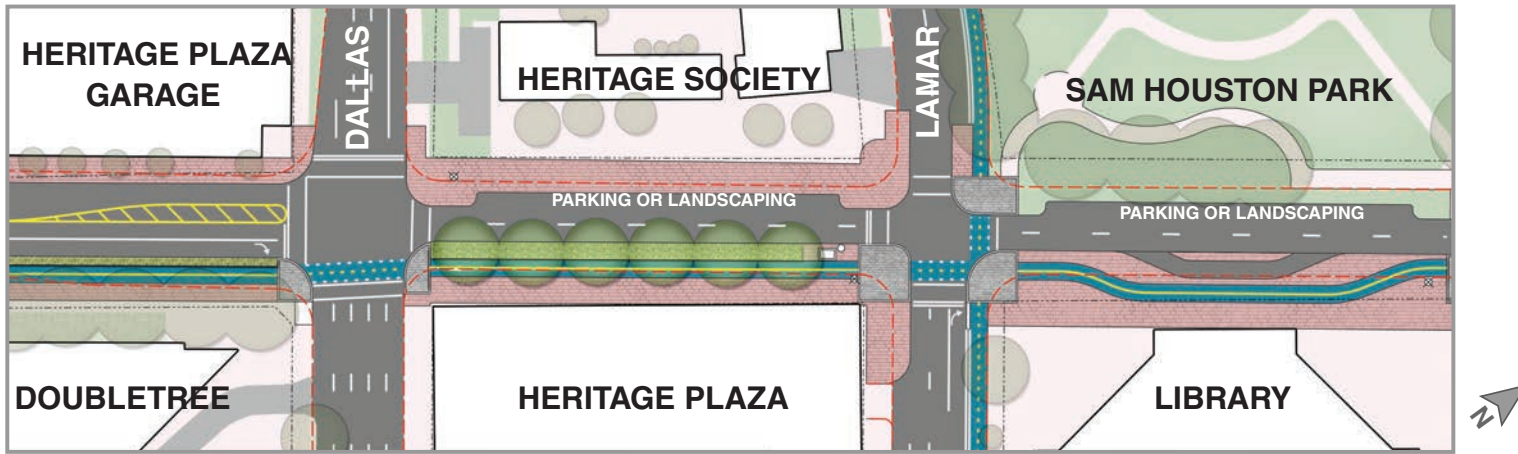 HERITAGE PLAZA
GARAGE
DALLAS
HERITAGE SOCIETY
LAMAR
SAM HOUSTON PARK
PARKING OR LANDSCAPING
PARKING OR LANDSCAPING
DOUBLETREE
HERITAGE PLAZA
LIBRARY
N